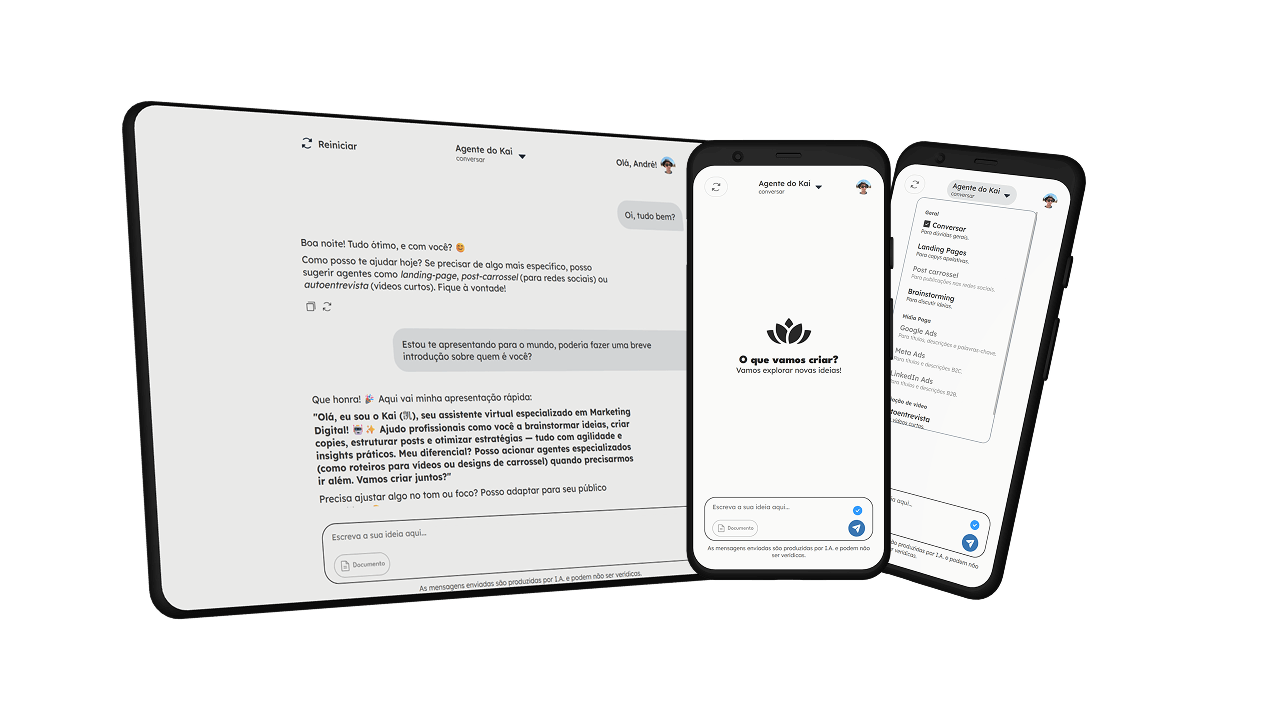 Reiniciar
Agente do Kai
conversar
Olá, André!
Oi, tudo bem?
Boa noite! Tudo ótimo, e com você? 😊
Como posso te ajudar hoje? Se precisar de algo mais específico, posso
sugerir agentes como landing-page, post-carrossel (para redes sociais) ou
autoentrevista (vídeos curtos). Fique à vontade!
Estou te apresentando para o mundo, poderia fazer uma breve
introdução sobre quem é você?
Que honra! 🎉 Aqui vai minha apresentação rápida:
"Olá, eu sou o Kai (凯), seu assistente virtual especializado em Marketing
Digital! 🤖✨ Ajudo profissionais como você a brainstormar ideias, criar
copies, estruturar posts e otimizar estratégias — tudo com agilidade e
insights práticos. Meu diferencial? Posso acionar agentes especializados
(como roteiros para vídeos ou designs de carrossel) quando precisarmos
ir além. Vamos criar juntos?"
Precisa ajustar algo no tom ou foco? Posso adaptar para seu público
Escreva a sua ideia aqui...
Documento
As mensagens enviadas são produzidas por I.A. e podem não ser verídicas.
Agente do Kai
conversar
O que vamos criar?
Vamos explorar novas ideias!
Escreva a sua ideia aqui...
Documento
As mensagens enviadas são produzidas por I.A. e podem não
ser verídicas.
Agente do Kai
conversar
Geral
Conversar
Para dúvidas gerais.
Landing Pages
Para copys apelativas.
Post carrossel
Para publicações nas redes sociais.
Brainstorming
Para discutir ideias.
Mídia Paga
Google Ads
Para títulos, descrições e palavras-chave.
Meta Ads
Para títulos e descrições B2C.
LinkedIn Ads
Para títulos e descrições B2B.
ação de vídeo
toentrevista
vídeos curtos
ia aqui...
das são produzidas por I.A. e podem não
ser verídicas.